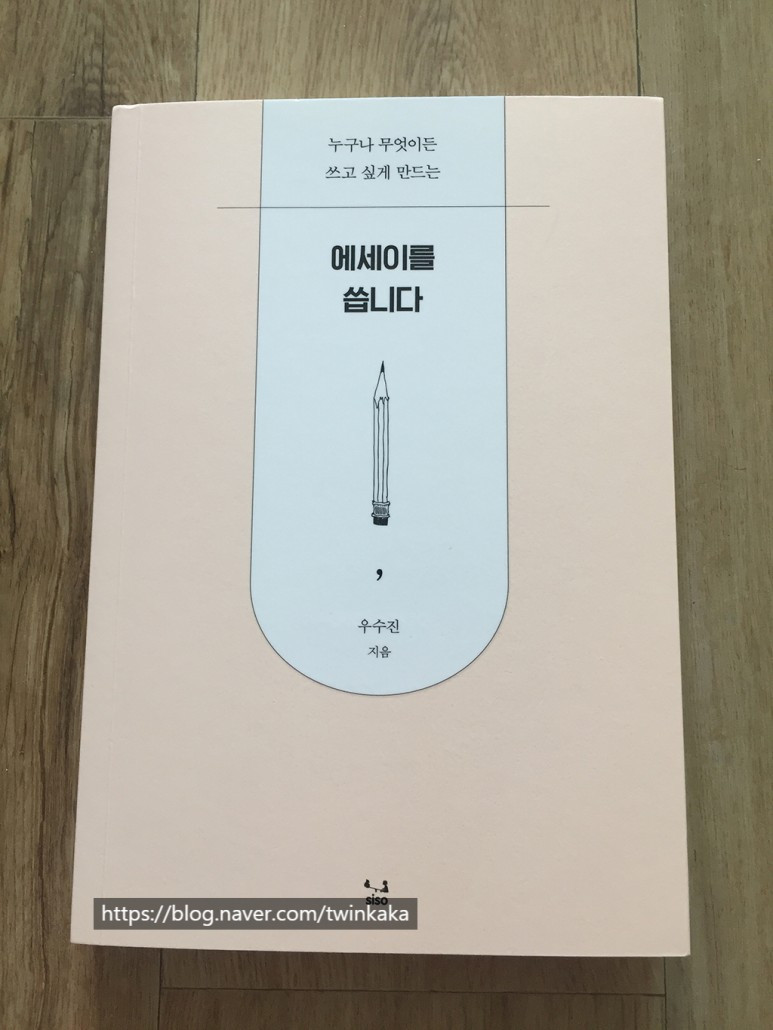 누구나 무엇이든
쓰고 싶게 만드는
에세이를
씁니다
,
우수진
지음
siso
https://blog.naver.com/twinkaka